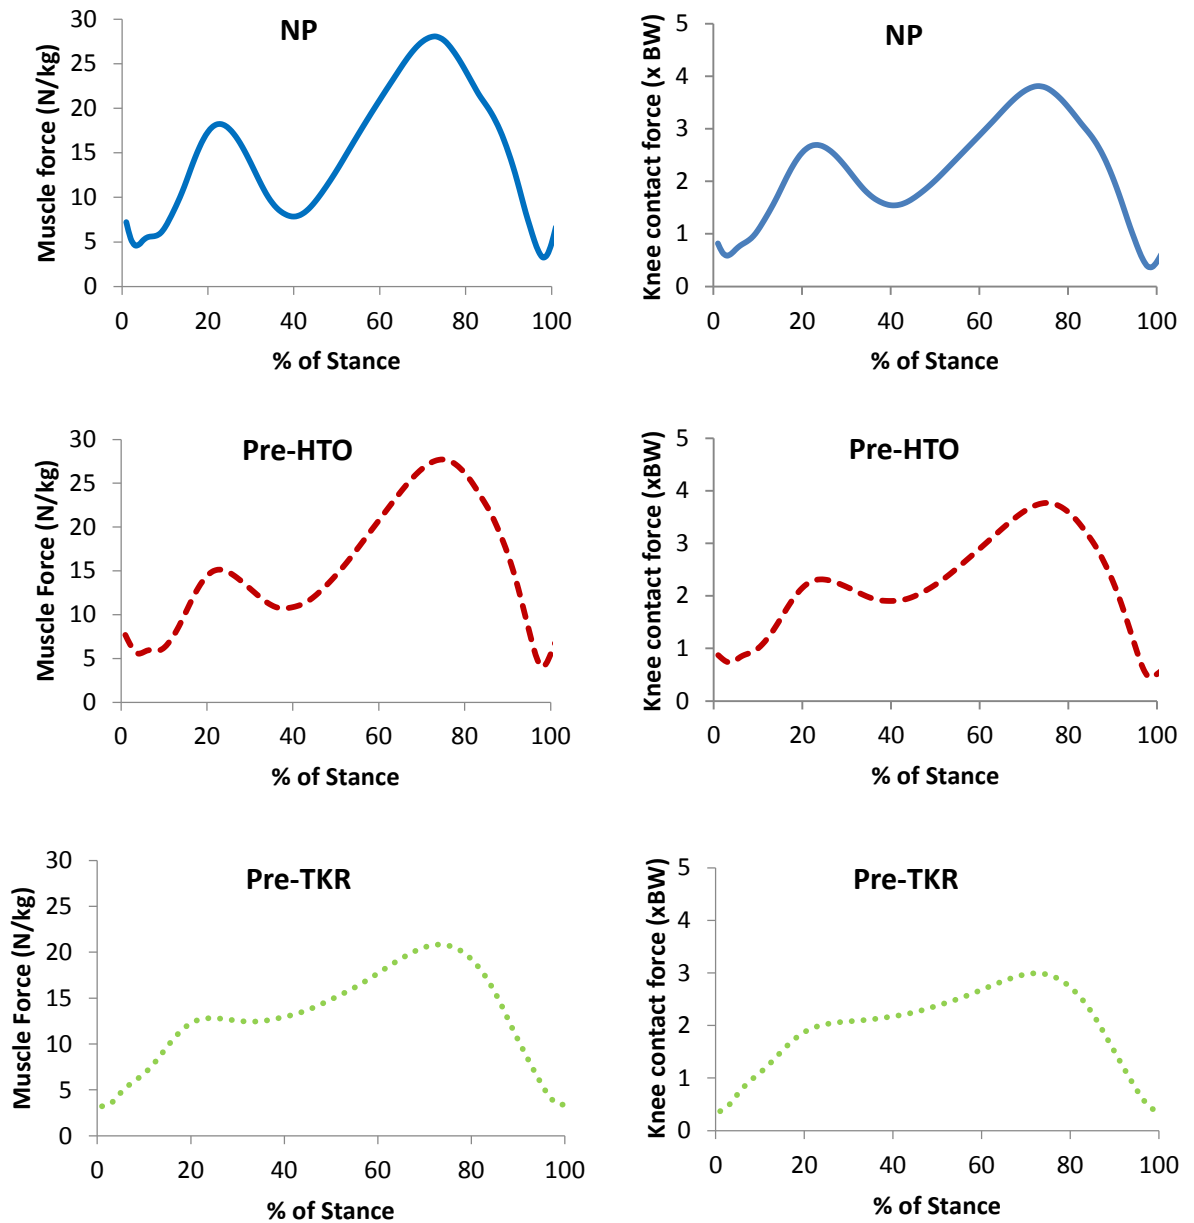 NP
Muscle force (N/kg)
30
25
20
15
10
5
0
0 20 40 60 80 100
% of Stance
NP
Knee contact force (x BW)
5
4
3
2
1
0
0 20 40 60 80 100
% of Stance
Pre-HTO
Muscle Force (N/kg)
30
25
20
15
10
5
0
0 20 40 60 80 100
% of Stance
Pre-HTO
Knee contact force (xBW)
5
4
3
2
1
0
0 20 40 60 80 100
% of Stance
Pre-TKR
Muscle Force (N/kg)
30
25
20
15
10
5
0
0 20 40 60 80 100
% of Stance
Pre-TKR
Knee contact force (xBW)
5
4
3
2
1
0
0 20 40 60 80 100
% of Stance